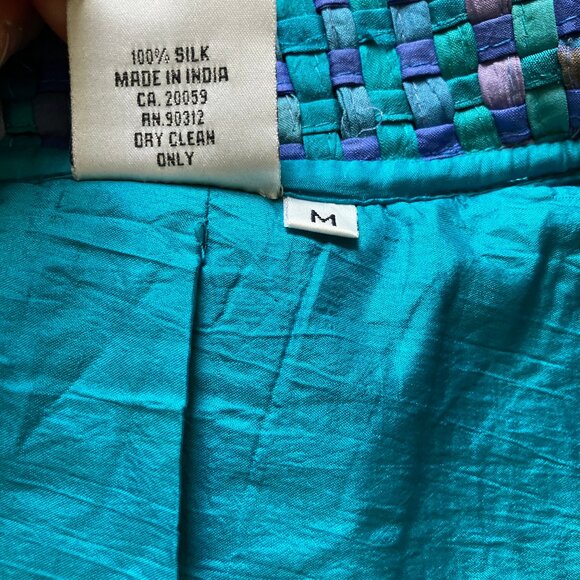 100% SILK
MADE IN INDIA
CA. 20059
RN. 90312
DRY CLEAN
ONLY
M